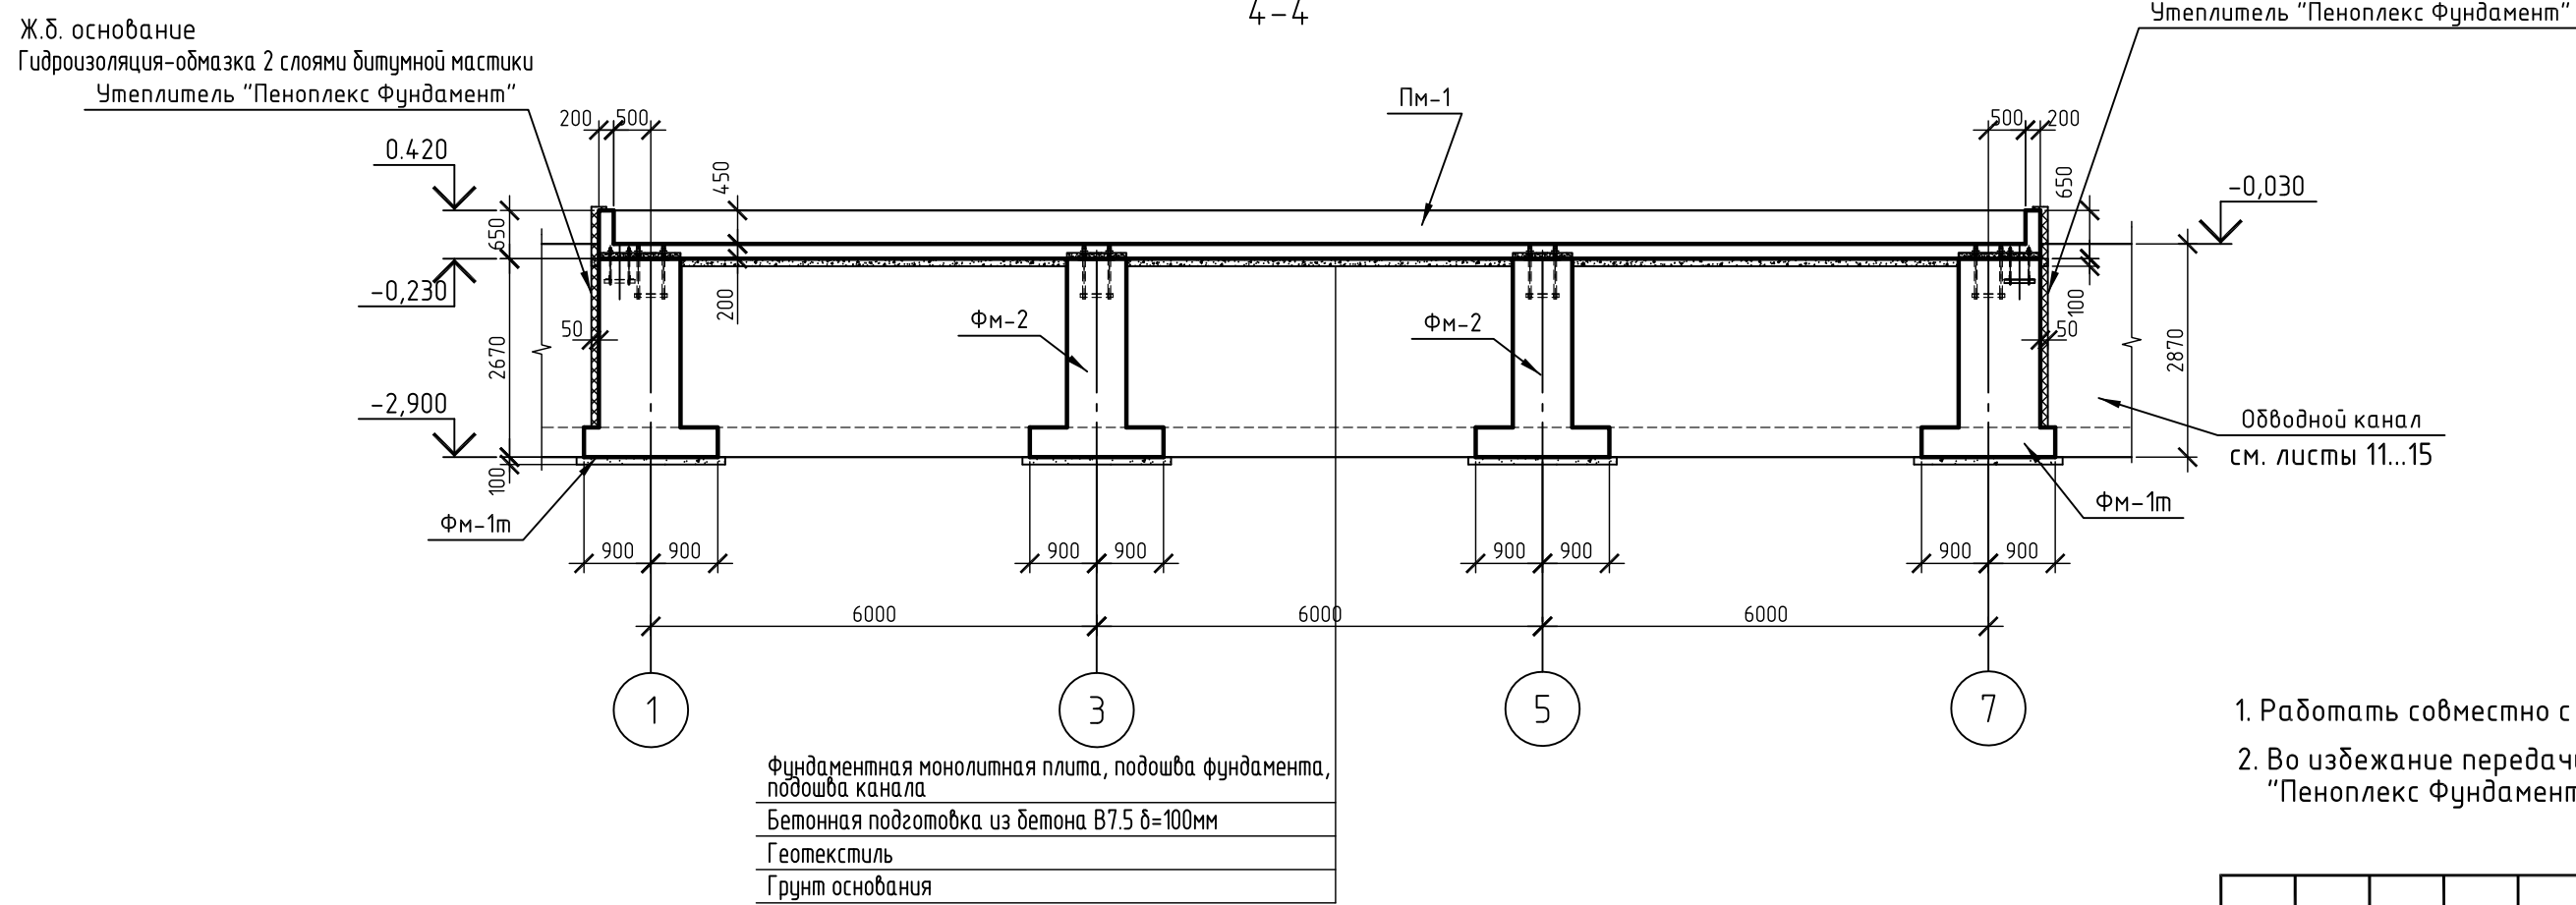 4-4
Ж.б. основание
Гидроизоляция-обмазка 2 слоями битумной мастики
Утеплитель "Пеноплекс Фундамент"
Утеплитель "Пеноплекс Фундамент"
Пм-1
200 500
500 200
0.420
450
650
-0,030
650
-0,230
200
100
50
50
Фм-2
Фм-2
2670
2870
-2,900
Обводной канал
см. листы 11...15
100
Фм-1т
Фм-1т
900 900
900 900
900 900
900 900
6000
6000
6000
1
3
5
7
1. Работать совместно с
2. Во избежание передач
"Пеноплекс Фундамент
Фундаментная монолитная плита, подошва фундамента,
подошва канала
Бетонная подготовка из бетона В7.5 δ=100мм
Геотекстиль
Грунт основания